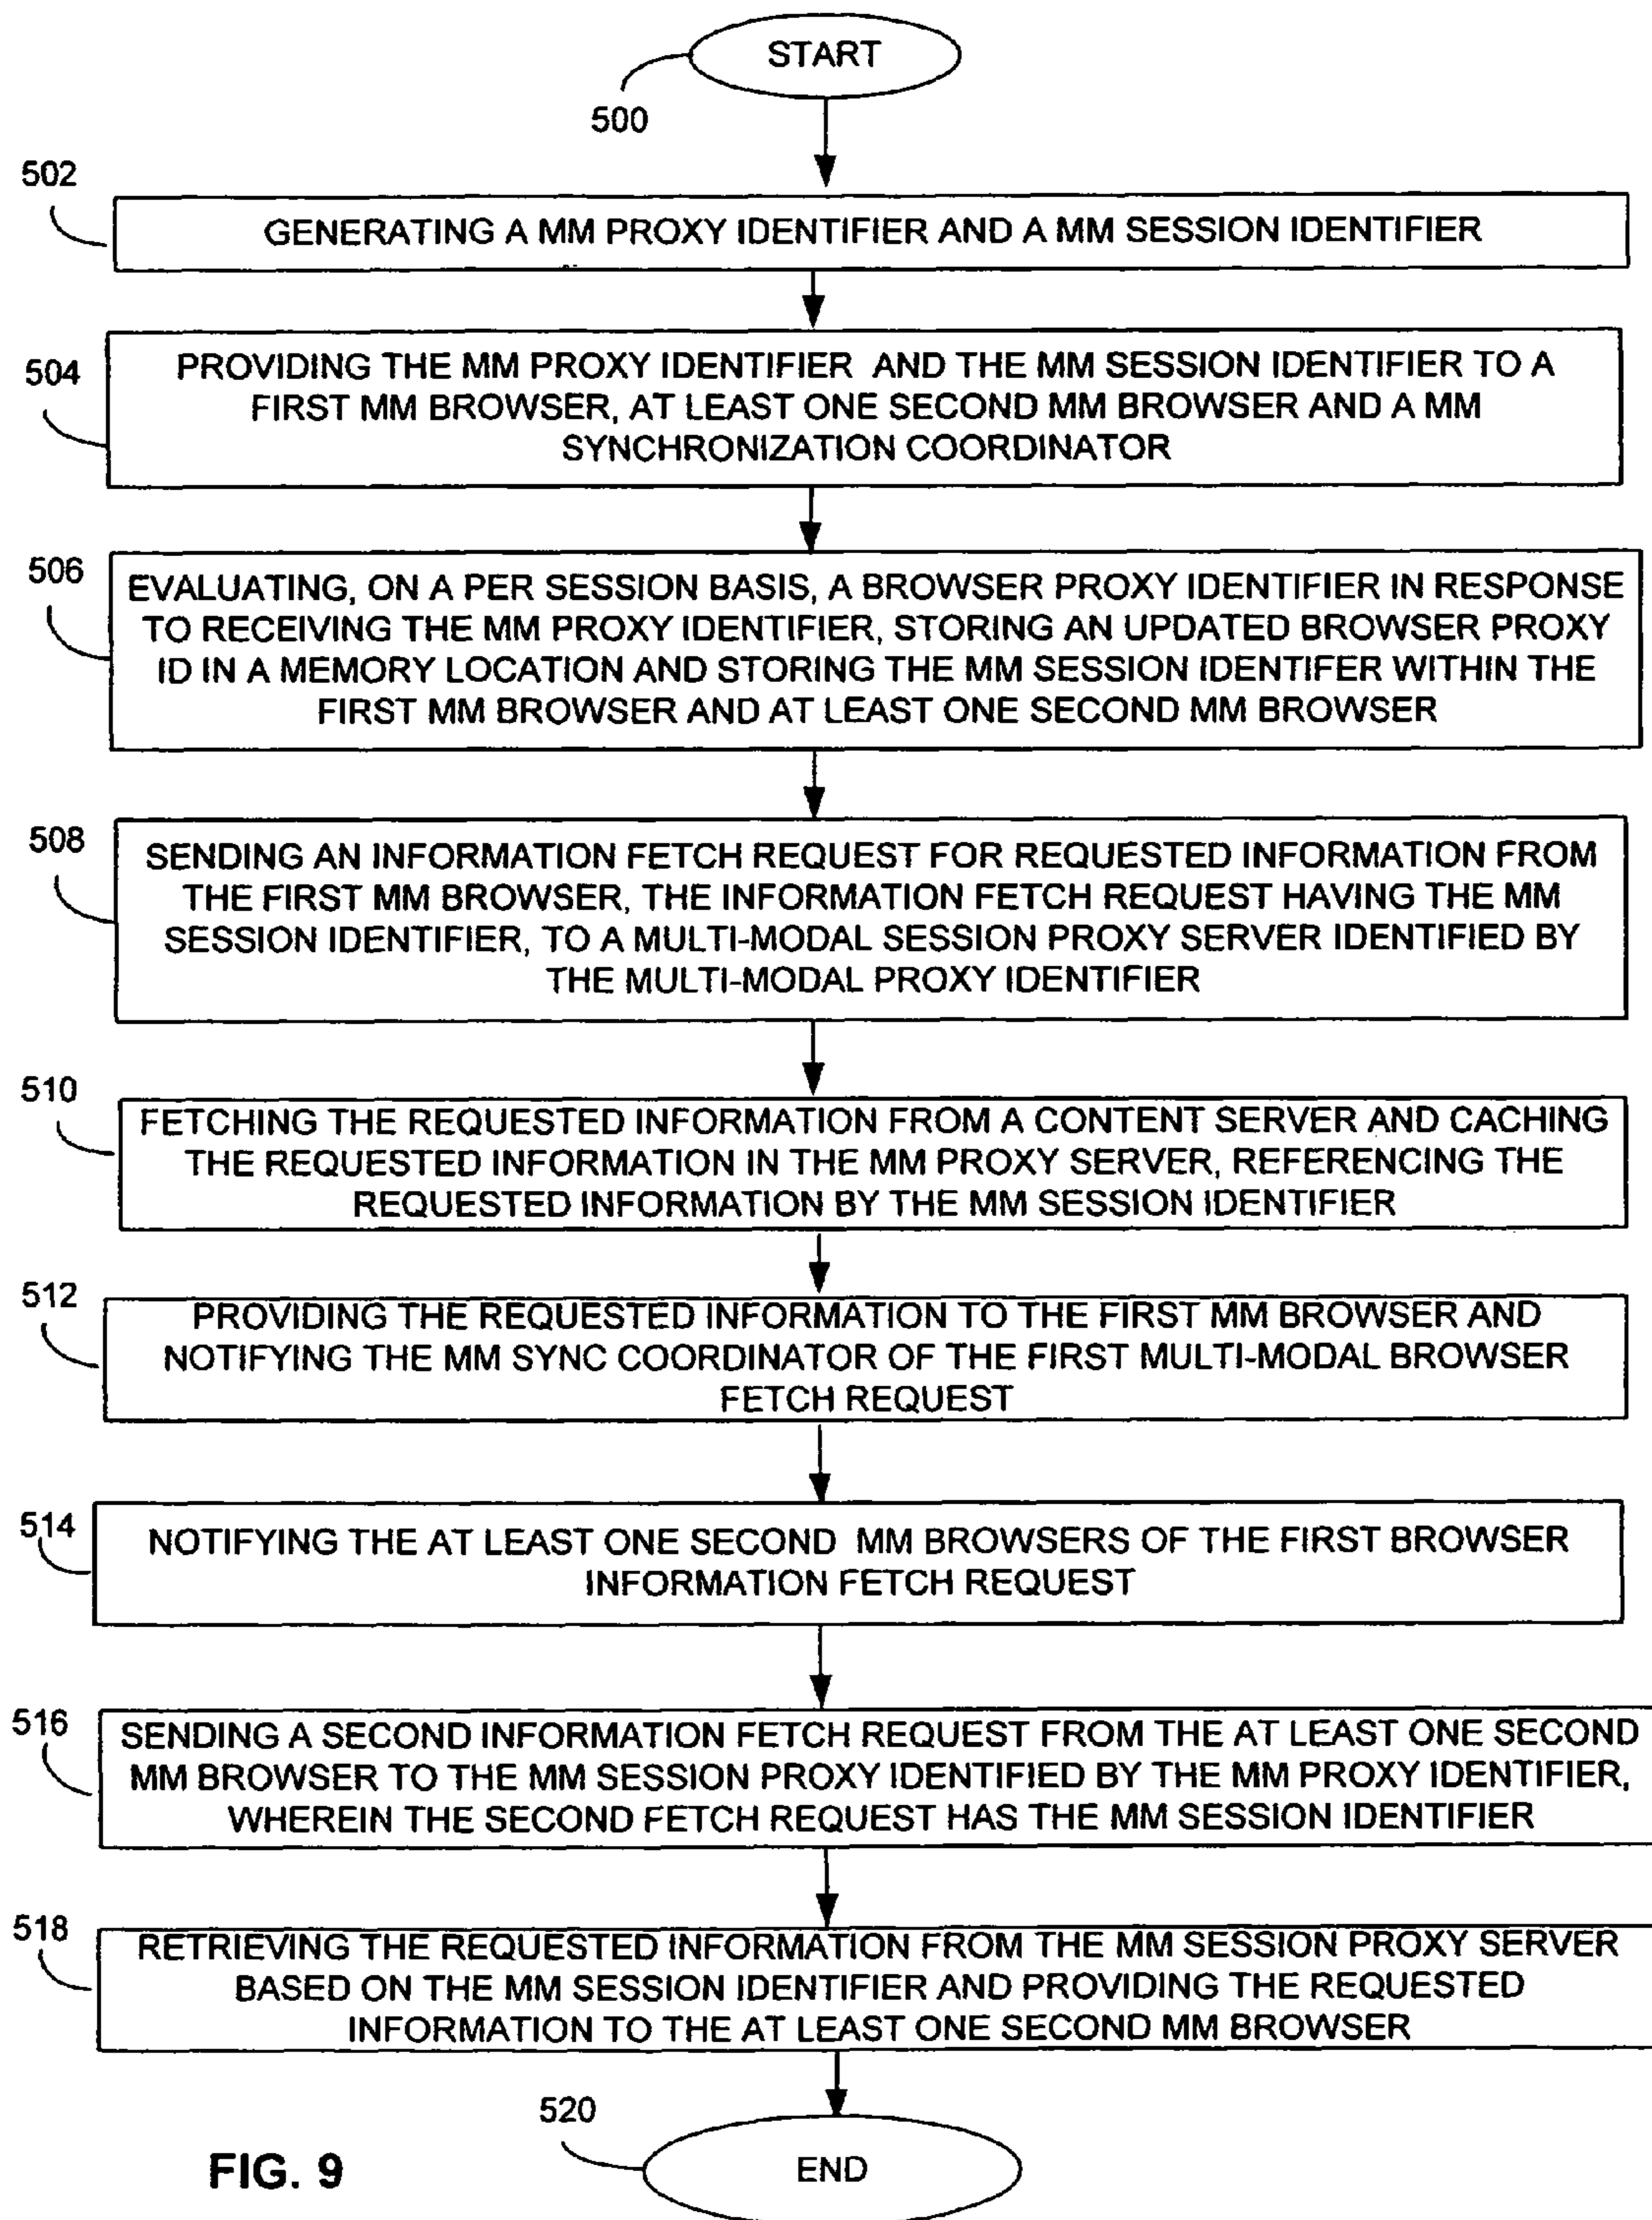 START
500
502
GENERATING A MM PROXY IDENTIFIER AND A MM SESSION IDENTIFIER
504
PROVIDING THE MM PROXY IDENTIFIER AND THE MM SESSION IDENTIFIER TO A
FIRST MM BROWSER, AT LEAST ONE SECOND MM BROWSER AND A MM
SYNCHRONIZATION COORDINATOR
506
EVALUATING, ON A PER SESSION BASIS, A BROWSER PROXY IDENTIFIER IN RESPONSE
TO RECEIVING THE MM PROXY IDENTIFIER, STORING AN UPDATED BROWSER PROXY
ID IN A MEMORY LOCATION AND STORING THE MM SESSION IDENTIFER WITHIN THE
FIRST MM BROWSER AND AT LEAST ONE SECOND MM BROWSER
508
SENDING AN INFORMATION FETCH REQUEST FOR REQUESTED INFORMATION FROM
THE FIRST MM BROWSER, THE INFORMATION FETCH REQUEST HAVING THE MM
SESSION IDENTIFIER, TO A MULTI-MODAL SESSION PROXY SERVER IDENTIFIED BY
THE MULTI-MODAL PROXY IDENTIFIER
510
FETCHING THE REQUESTED INFORMATION FROM A CONTENT SERVER AND CACHING
THE REQUESTED INFORMATION IN THE MM PROXY SERVER, REFERENCING THE
REQUESTED INFORMATION BY THE MM SESSION IDENTIFIER
512
PROVIDING THE REQUESTED INFORMATION TO THE FIRST MM BROWSER AND
NOTIFYING THE MM SYNC COORDINATOR OF THE FIRST MULTI-MODAL BROWSER
FETCH REQUEST
514
NOTIFYING THE AT LEAST ONE SECOND MM BROWSERS OF THE FIRST BROWSER
INFORMATION FETCH REQUEST
516
SENDING A SECOND INFORMATION FETCH REQUEST FROM THE AT LEAST ONE SECOND
MM BROWSER TO THE MM SESSION PROXY IDENTIFIED BY THE MM PROXY IDENTIFIER,
WHEREIN THE SECOND FETCH REQUEST HAS THE MM SESSION IDENTIFIER
518
RETRIEVING THE REQUESTED INFORMATION FROM THE MM SESSION PROXY SERVER
BASED ON THE MM SESSION IDENTIFIER AND PROVIDING THE REQUESTED
INFORMATION TO THE AT LEAST ONE SECOND MM BROWSER
520
END
FIG. 9